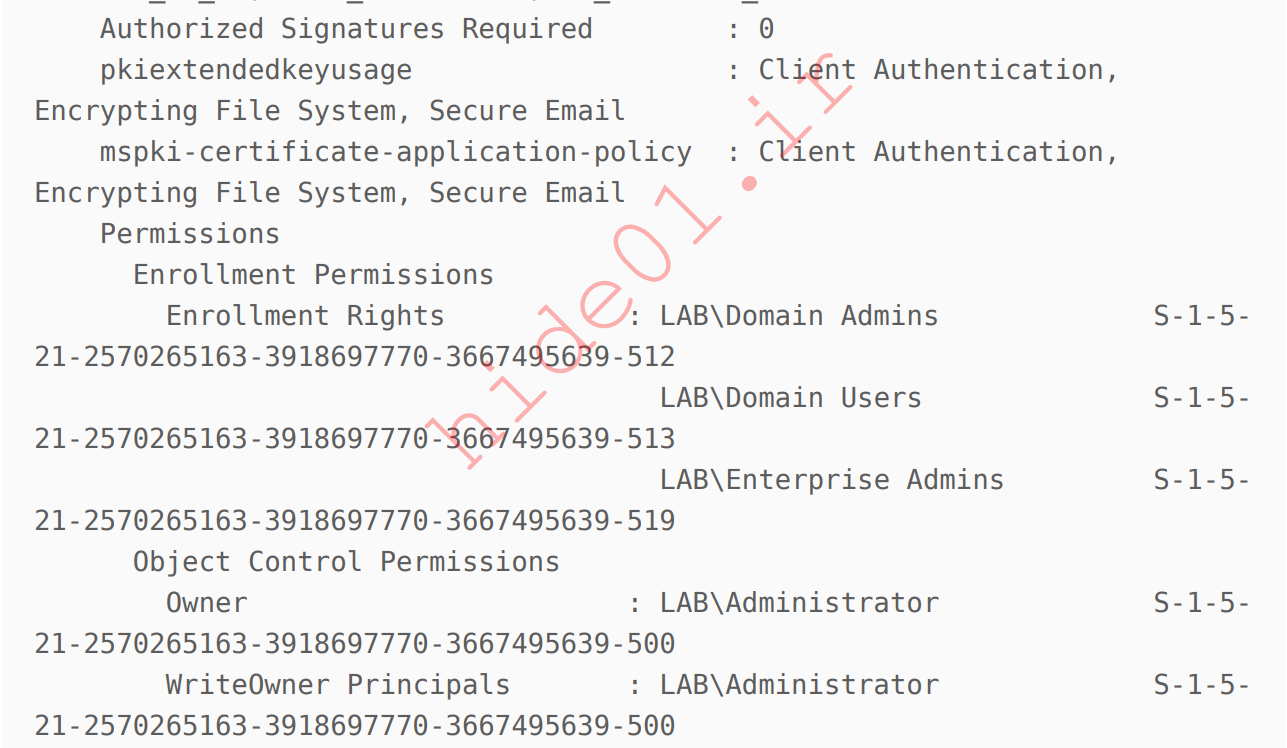 Authorized Signatures Required : 0
pkiextendedkeyusage : Client Authentication,
Encrypting File System, Secure Email
mspki-certificate-application-policy : Client Authentication,
Encrypting File System, Secure Email
Permissions
Enrollment Permissions
Enrollment Rights : LAB\Domain Admins S-1-5-
21-2570265163-3918697770-3667495639-512
LAB\Domain Users S-1-5-
21-2570265163-3918697770-3667495639-513
LAB\Enterprise Admins S-1-5-
21-2570265163-3918697770-3667495639-519
Object Control Permissions
Owner : LAB\Administrator S-1-5-
21-2570265163-3918697770-3667495639-500
WriteOwner Principals : LAB\Administrator S-1-5-
21-2570265163-3918697770-3667495639-500
hide01.ir